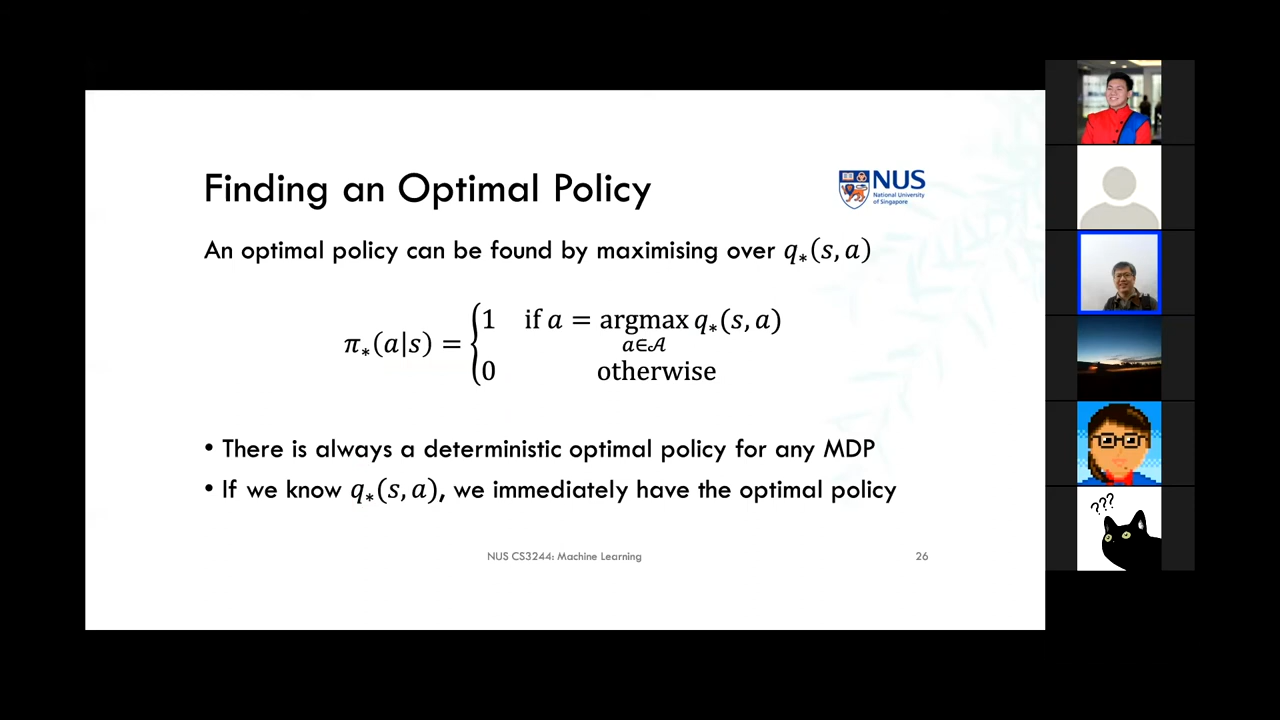 Finding an Optimal Policy
NUS
National University
of Singapore
An optimal policy can be found by maximising over q∗(s, a)
π∗(a|s) = {1 if a = argmax q∗(s, a)
a∈𝒜
0 otherwise
• There is always a deterministic optimal policy for any MDP
• If we know q∗(s, a), we immediately have the optimal policy
NUS CS3244: Machine Learning
26
???